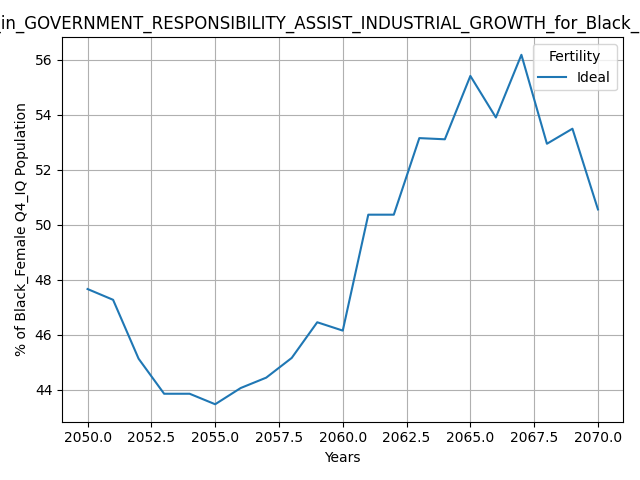 _in_GOVERNMENT_RESPONSIBILITY_ASSIST_INDUSTRIAL_GROWTH_for_Black_
Fertility
Ideal
% of Black_Female Q4_IQ Population
56
54
52
50
48
46
44
2050.0 2052.5 2055.0 2057.5 2060.0 2062.5 2065.0 2067.5 2070.0
Years